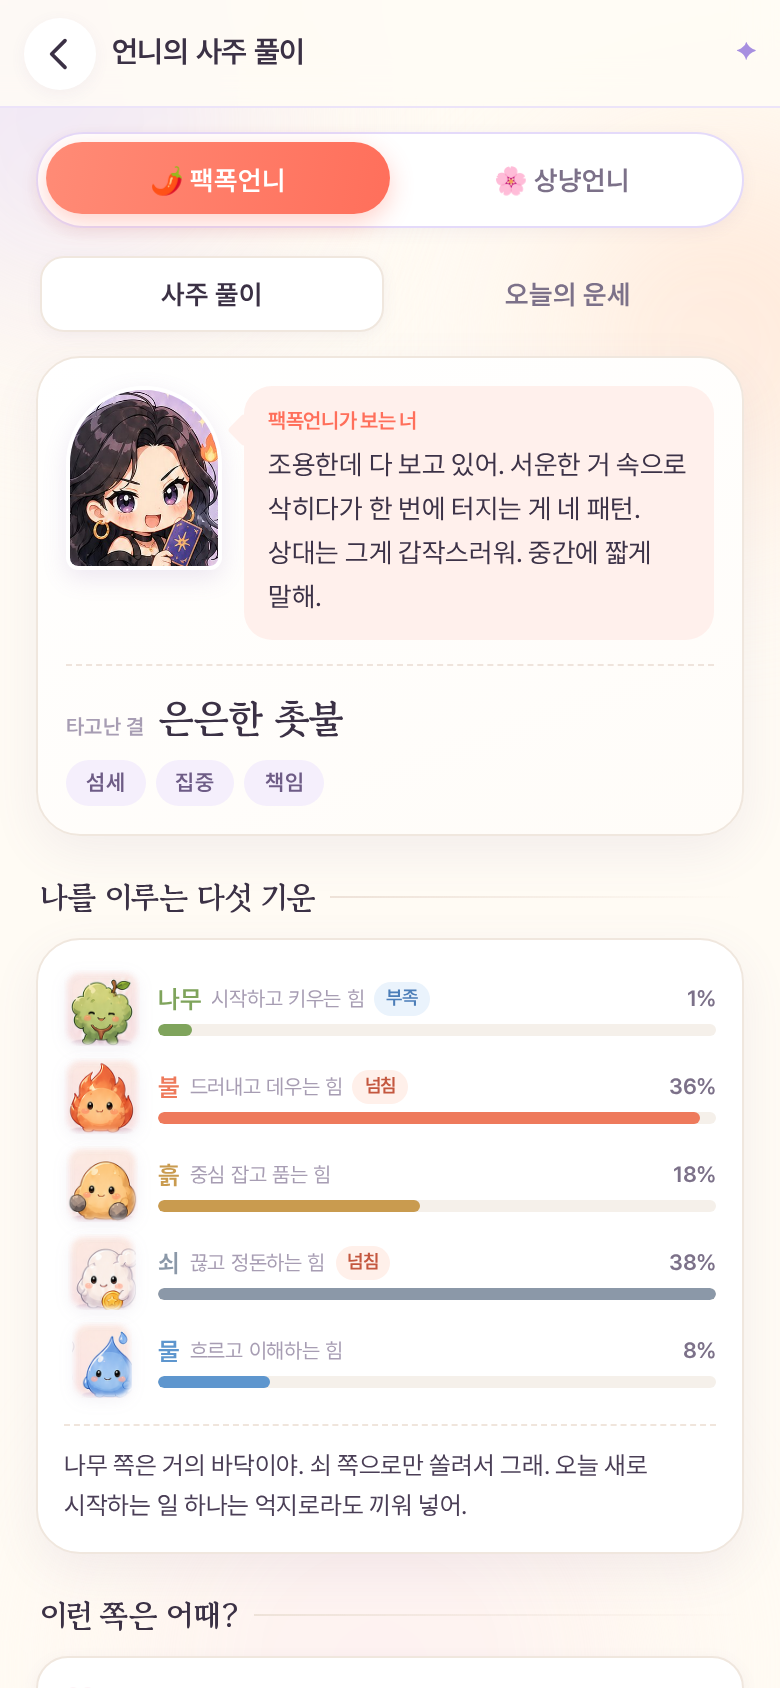 언니의 사주 풀이
🌶️ 팩폭언니
🌸 상냥언니
사주 풀이
오늘의 운세
팩폭언니가 보는 너
조용한데 다 보고 있어. 서운한 거 속으로
삭히다가 한 번에 터지는 게 네 패턴.
상대는 그게 갑작스러워. 중간에 짧게
말해.
타고난 결 은은한 촛불
섬세 집중 책임
나를 이루는 다섯 기운
나무 시작하고 키우는 힘 부족 1%
불 드러내고 데우는 힘 넘침 36%
흙 중심 잡고 품는 힘 18%
쇠 끊고 정돈하는 힘 넘침 38%
물 흐르고 이해하는 힘 8%
나무 쪽은 거의 바닥이야. 쇠 쪽으로만 쏠려서 그래. 오늘 새로
시작하는 일 하나는 억지로라도 끼워 넣어.
이런 쪽은 어때?